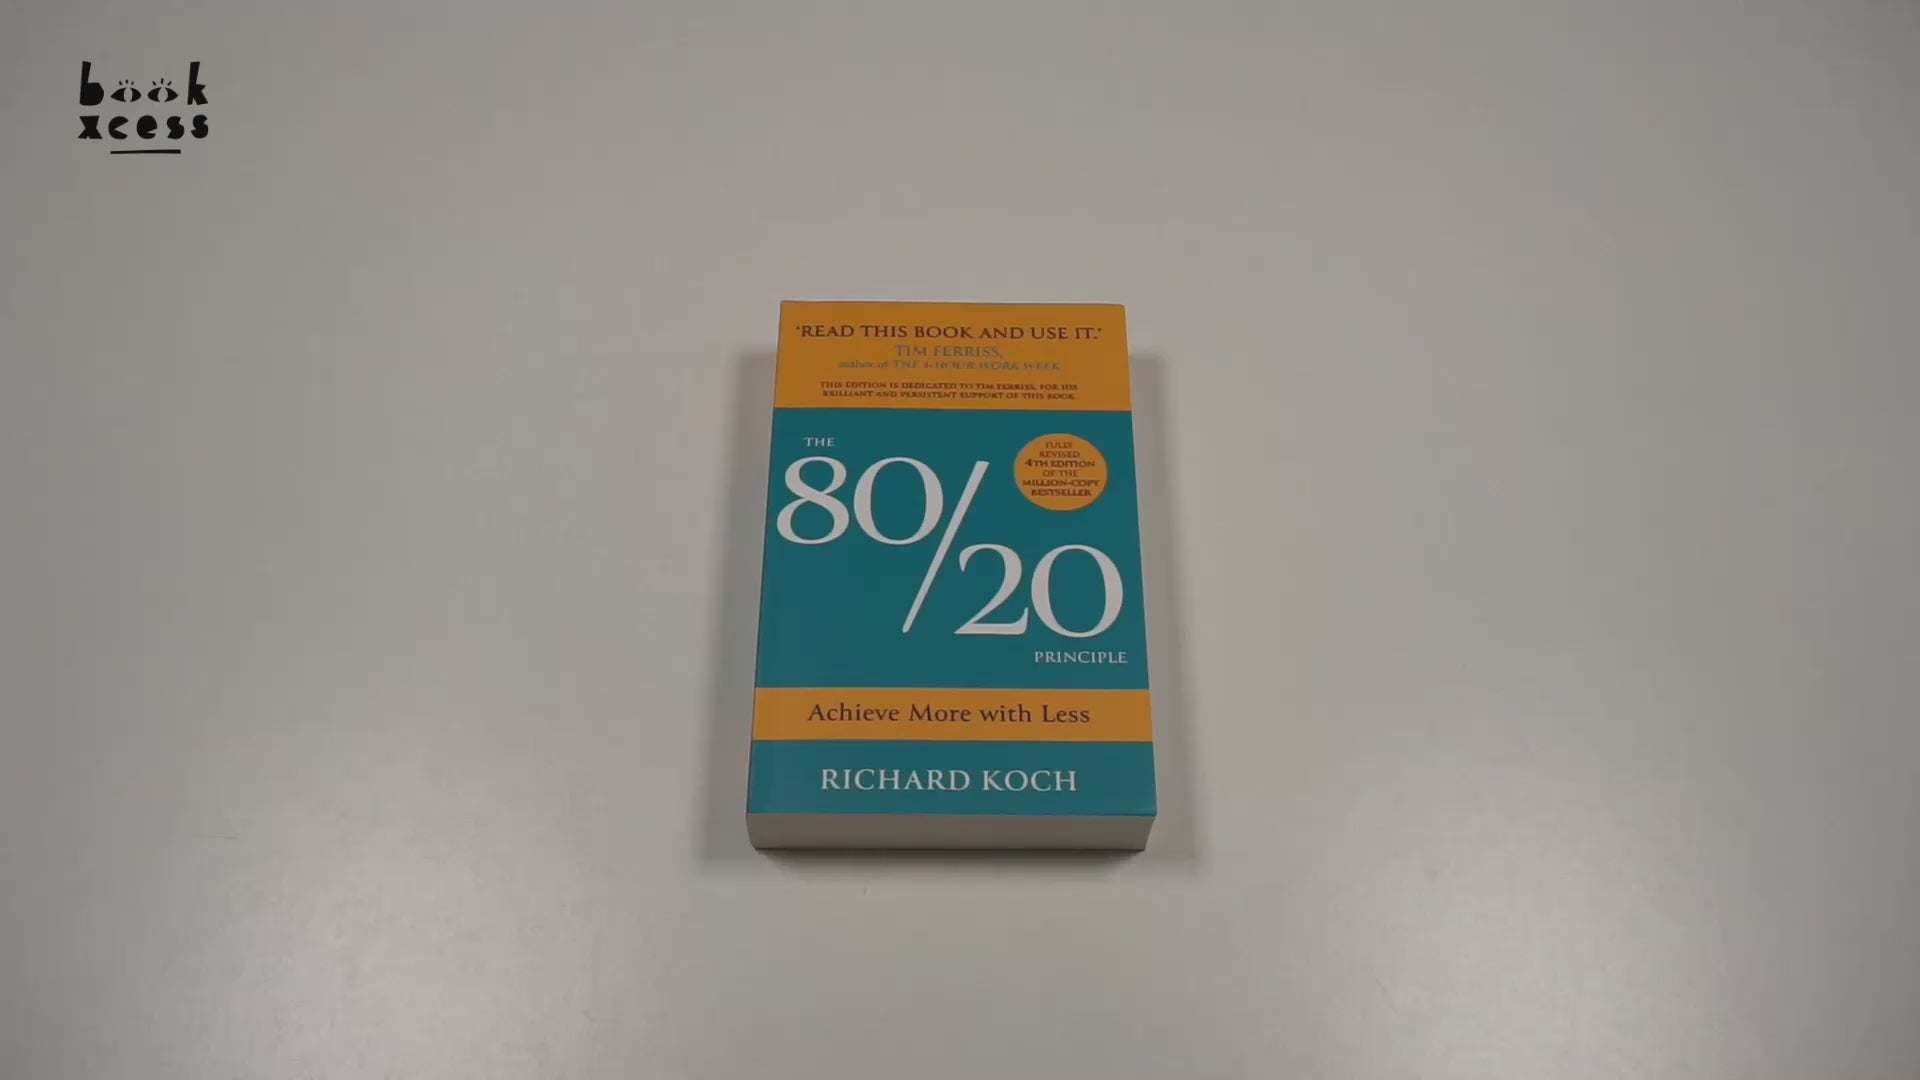 book
xcess
'READ THIS BOOK AND USE IT.'
TIM FERRISS,
author of THE 4-HOUR WORK WEEK
THIS EDITION IS DEDICATED TO TIM FERRISS, FOR HIS
BRILLIANT AND PERSISTENT SUPPORT OF THIS BOOK
THE
80/20
PRINCIPLE
FULLY
REVISED
4TH EDITION
OF THE
MILLION-COPY
BESTSELLER
Achieve More with Less
RICHARD KOCH